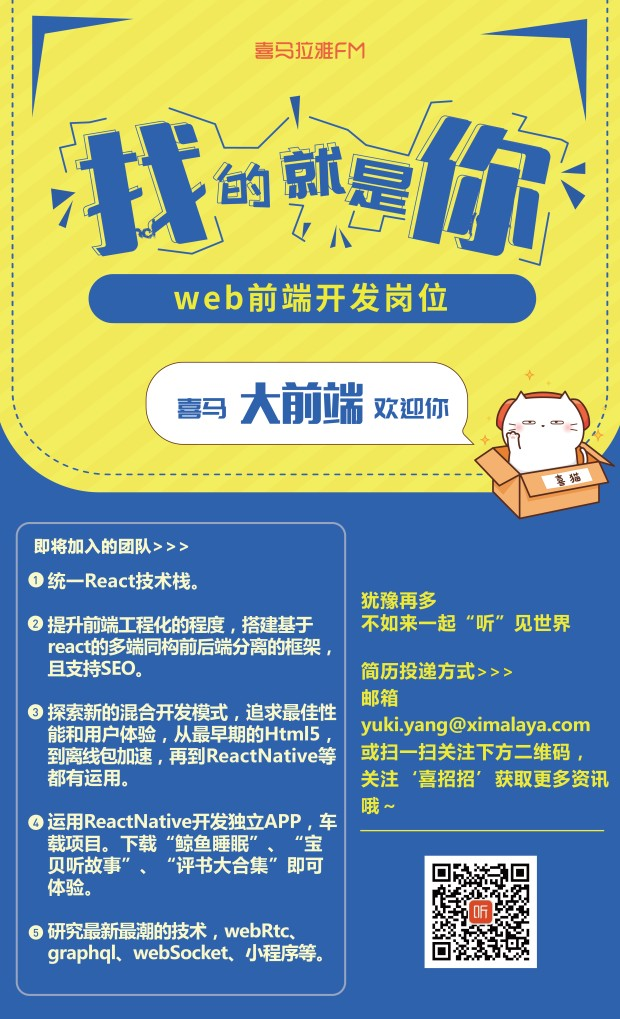 喜马拉雅FM
找的就是你
web前端开发岗位
喜马 大前端 欢迎你
喜猫
即将加入的团队>>>
① 统一React技术栈。
② 提升前端工程化的程度，搭建基于
react的多端同构前后端分离的框架，
且支持SEO。
③ 探索新的混合开发模式，追求最佳性
能和用户体验，从最早期的Html5，
到离线包加速，再到ReactNative等
都有运用。
④ 运用ReactNative开发独立APP，车
载项目。下载“鲸鱼睡眠”、“宝
贝听故事”、“评书大合集”即可
体验。
⑤ 研究最新最潮的技术，webRtc、
graphql、webSocket、小程序等。
犹豫再多
不如来一起“听”见世界
简历投递方式>>>
邮箱
yuki.yang@ximalaya.com
或扫一扫关注下方二维码，
关注‘喜招招’获取更多资讯
哦～
听